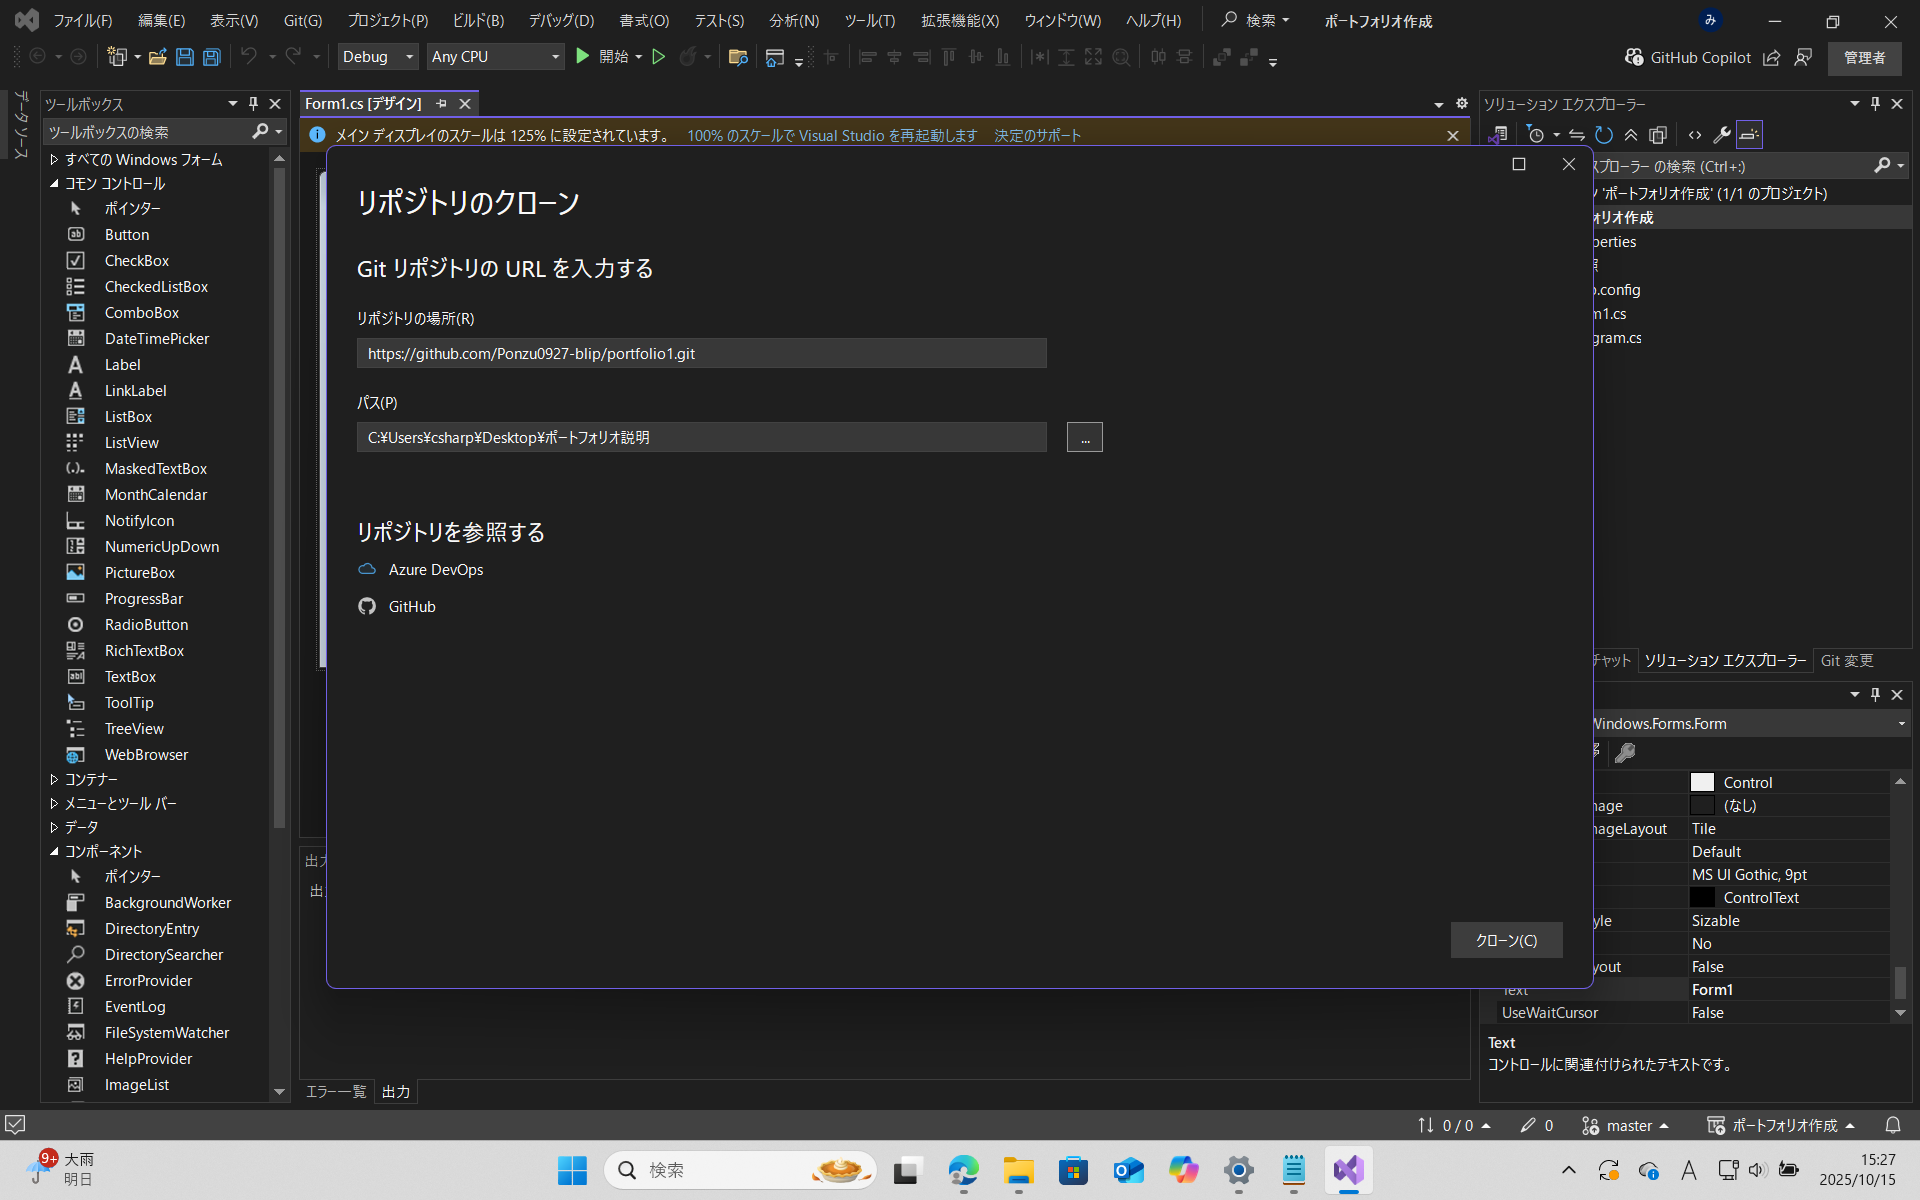 ファイル(F) 編集(E) 表示(V) Git(G) プロジェクト(P) ビルド(B) デバッグ(D) 書式(O) テスト(S) 分析(N) ツール(T) 拡張機能(X) ウィンドウ(W) ヘルプ(H) 検索 ポートフォリオ作成 み
Debug Any CPU 開始 GitHub Copilot 管理者
データソース
ツールボックス
ツールボックスの検索
すべての Windows フォーム
コモン コントロール
ポインター
Button
CheckBox
CheckedListBox
ComboBox
DateTimePicker
Label
LinkLabel
ListBox
ListView
MaskedTextBox
MonthCalendar
NotifyIcon
NumericUpDown
PictureBox
ProgressBar
RadioButton
RichTextBox
TextBox
ToolTip
TreeView
WebBrowser
コンテナー
メニューとツール バー
データ
コンポーネント
ポインター
BackgroundWorker
DirectoryEntry
DirectorySearcher
ErrorProvider
EventLog
FileSystemWatcher
HelpProvider
ImageList
Form1.cs [デザイン]
メイン ディスプレイのスケールは 125% に設定されています。 100% のスケールで Visual Studio を再起動します 決定のサポート
リポジトリのクローン
Git リポジトリの URL を入力する
リポジトリの場所(R)
https://github.com/Ponzu0927-blip/portfolio1.git
パス(P)
C:¥Users¥csharp¥Desktop¥ポートフォリオ説明
...
リポジトリを参照する
Azure DevOps
GitHub
クローン(C)
エラー一覧 出力
ソリューション エクスプローラー
スプローラー の検索 (Ctrl+:)
'ポートフォリオ作成' (1/1 のプロジェクト)
ォリオ作成
perties
.config
m1.cs
gram.cs
チャット ソリューション エクスプローラー Git 変更
Windows.Forms.Form
Control
mage (なし)
mageLayout Tile
Default
MS UI Gothic, 9pt
ControlText
yle Sizable
No
yout False
Text Form1
UseWaitCursor False
Text
コントロールに関連付けられたテキストです。
0 / 0 0 master ポートフォリオ作成
9+ 大雨
明日
検索
A
15:27
2025/10/15